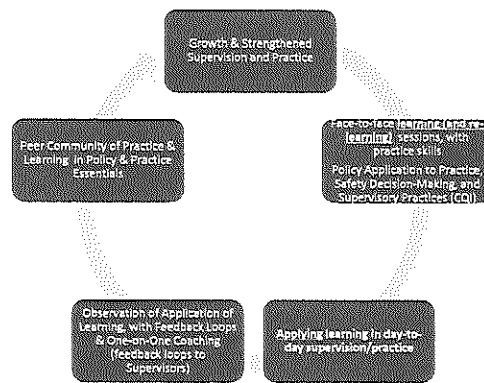 Growth & Strengthened
Supervision and Practice
Face-to-face learning (and re-
learning), sessions, with
practice skills
Policy Application to Practice,
Safety Decision-Making, and
Supervisory Practices (CQI)
Applying learning in day-to-
day supervision/practice
Observation of Application of
Learning, with Feedback Loops
& One-on-One Coaching
(feedback loops to
Supervisors)
Peer Community of Practice &
Learning in Policy & Practice
Essentials